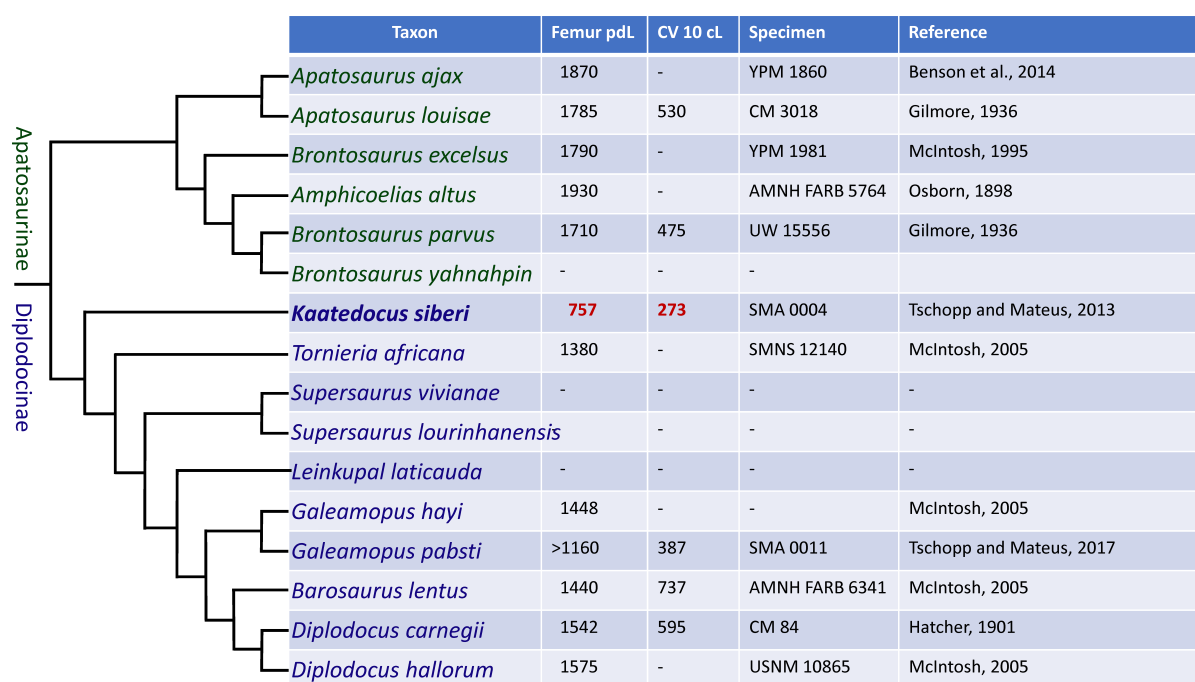 Taxon Femur pdL CV 10 cL Specimen Reference
Apatosaurus ajax 1870 - YPM 1860 Benson et al., 2014
Apatosaurus louisae 1785 530 CM 3018 Gilmore, 1936
Brontosaurus excelsus 1790 - YPM 1981 McIntosh, 1995
Amphicoelias altus 1930 - AMNH FARB 5764 Osborn, 1898
Brontosaurus parvus 1710 475 UW 15556 Gilmore, 1936
Brontosaurus yahnahpin - - -
Kaatedocus siberi 757 273 SMA 0004 Tschopp and Mateus, 2013
Tornieria africana 1380 - SMNS 12140 McIntosh, 2005
Supersaurus vivianae - - - -
Supersaurus lourinhanensis - - -
Leinkupal laticauda - - - -
Galeamopus hayi 1448 - - McIntosh, 2005
Galeamopus pabsti >1160 387 SMA 0011 Tschopp and Mateus, 2017
Barosaurus lentus 1440 737 AMNH FARB 6341 McIntosh, 2005
Diplodocus carnegii 1542 595 CM 84 Hatcher, 1901
Diplodocus hallorum 1575 - USNM 10865 McIntosh, 2005
Apatosaurinae
Diplodocinae